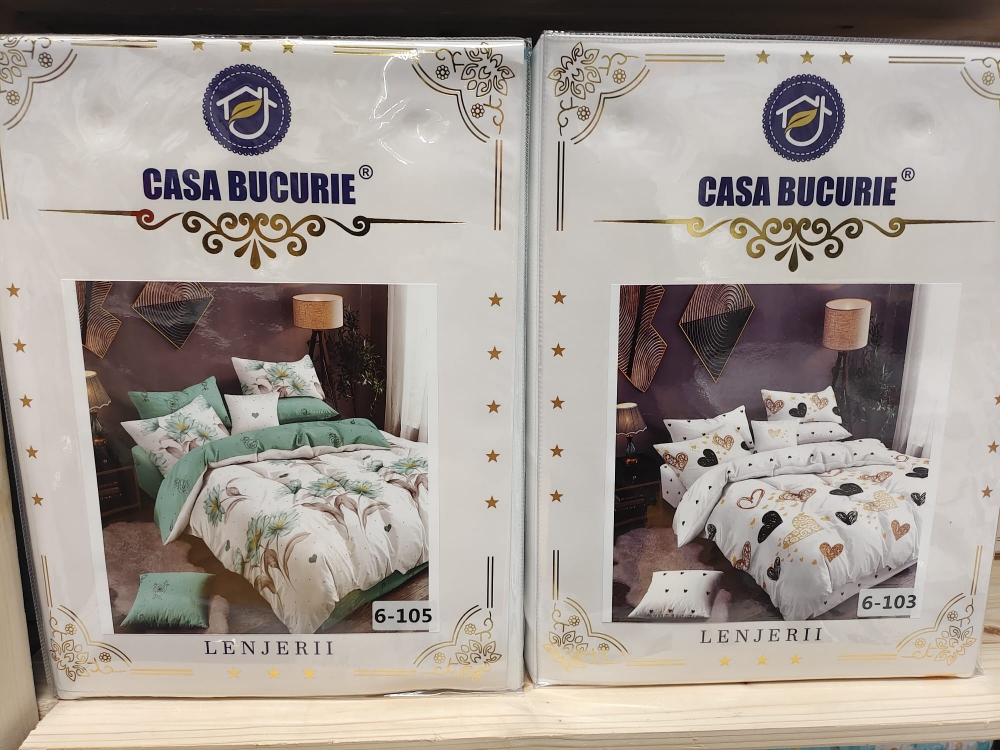 CASA BUCURIE®
6-105
LENJERII
CASA BUCURIE®
6-103
LENJERII